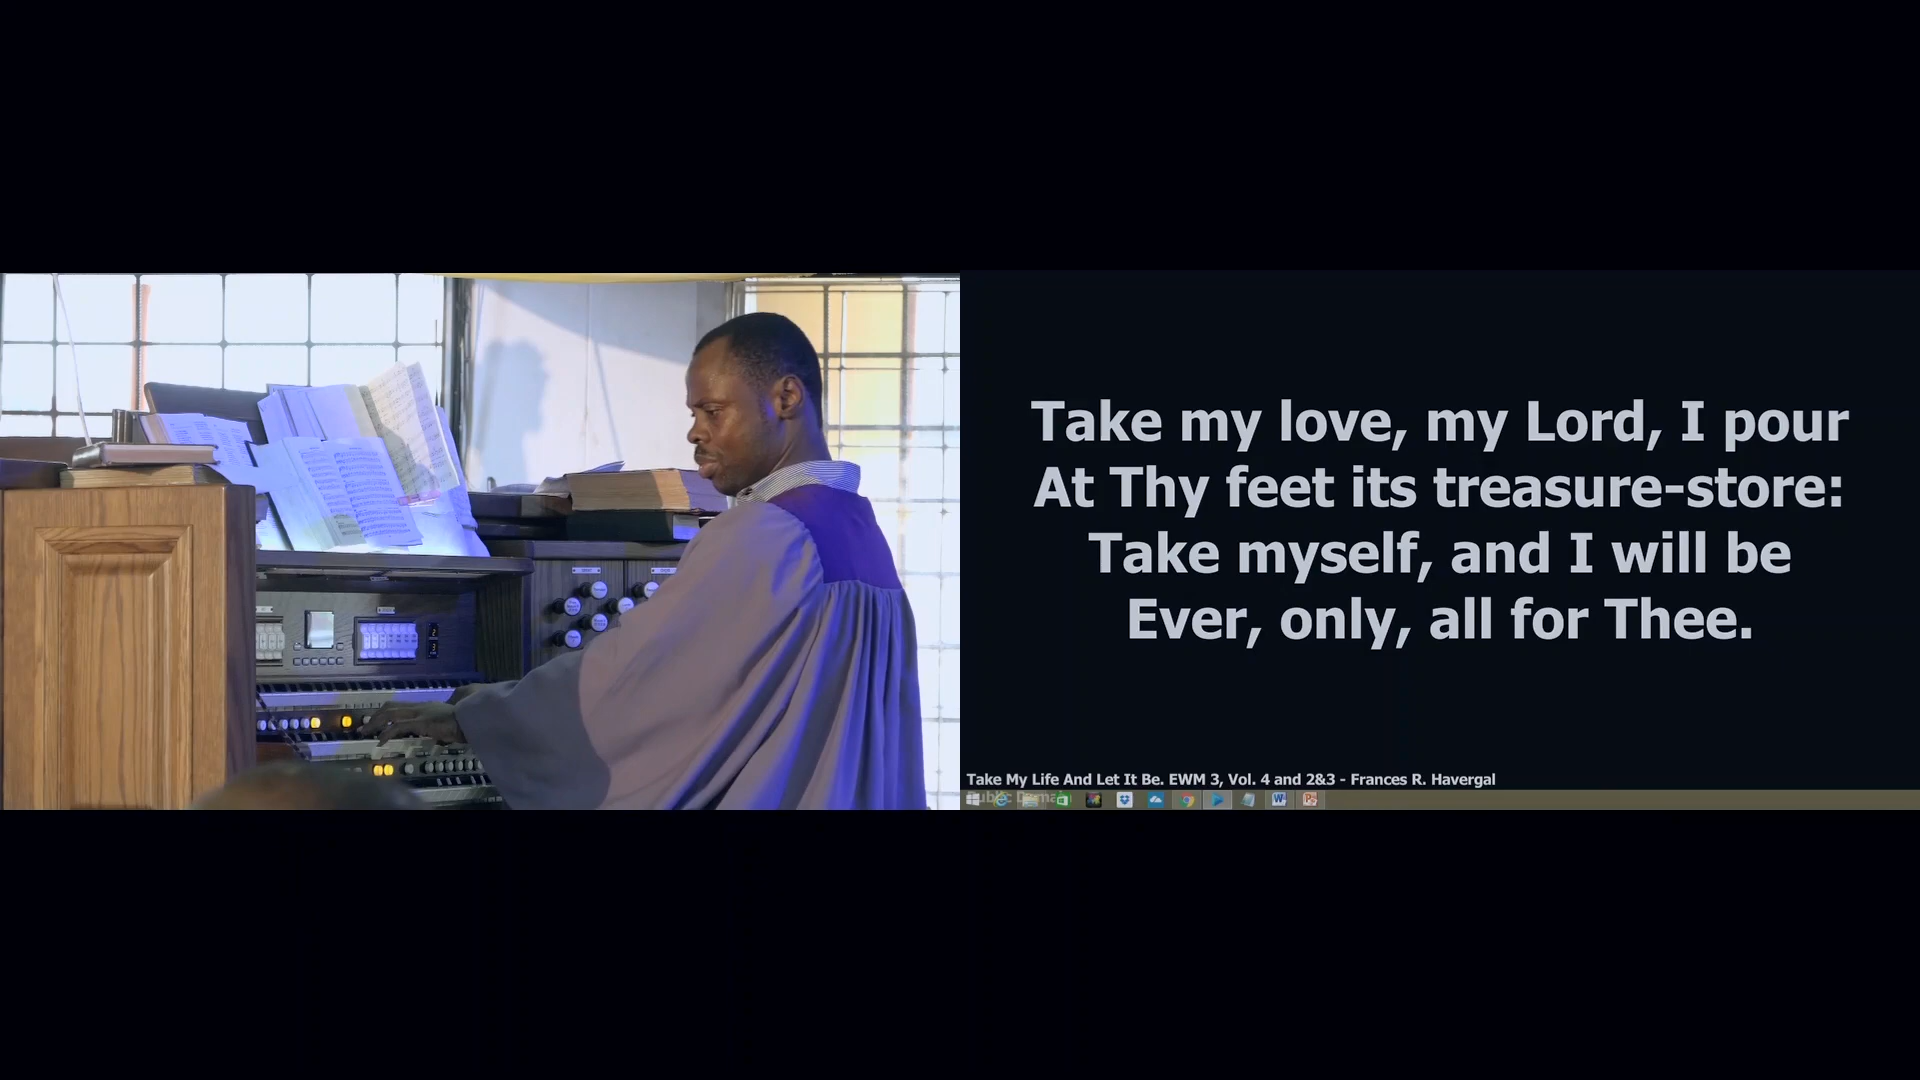 Take my love, my Lord, I pour
At Thy feet its treasure-store:
Take myself, and I will be
Ever, only, all for Thee.
Take My Life And Let It Be. EWM 3, Vol. 4 and 2&3 - Frances R. Havergal
Public Domain